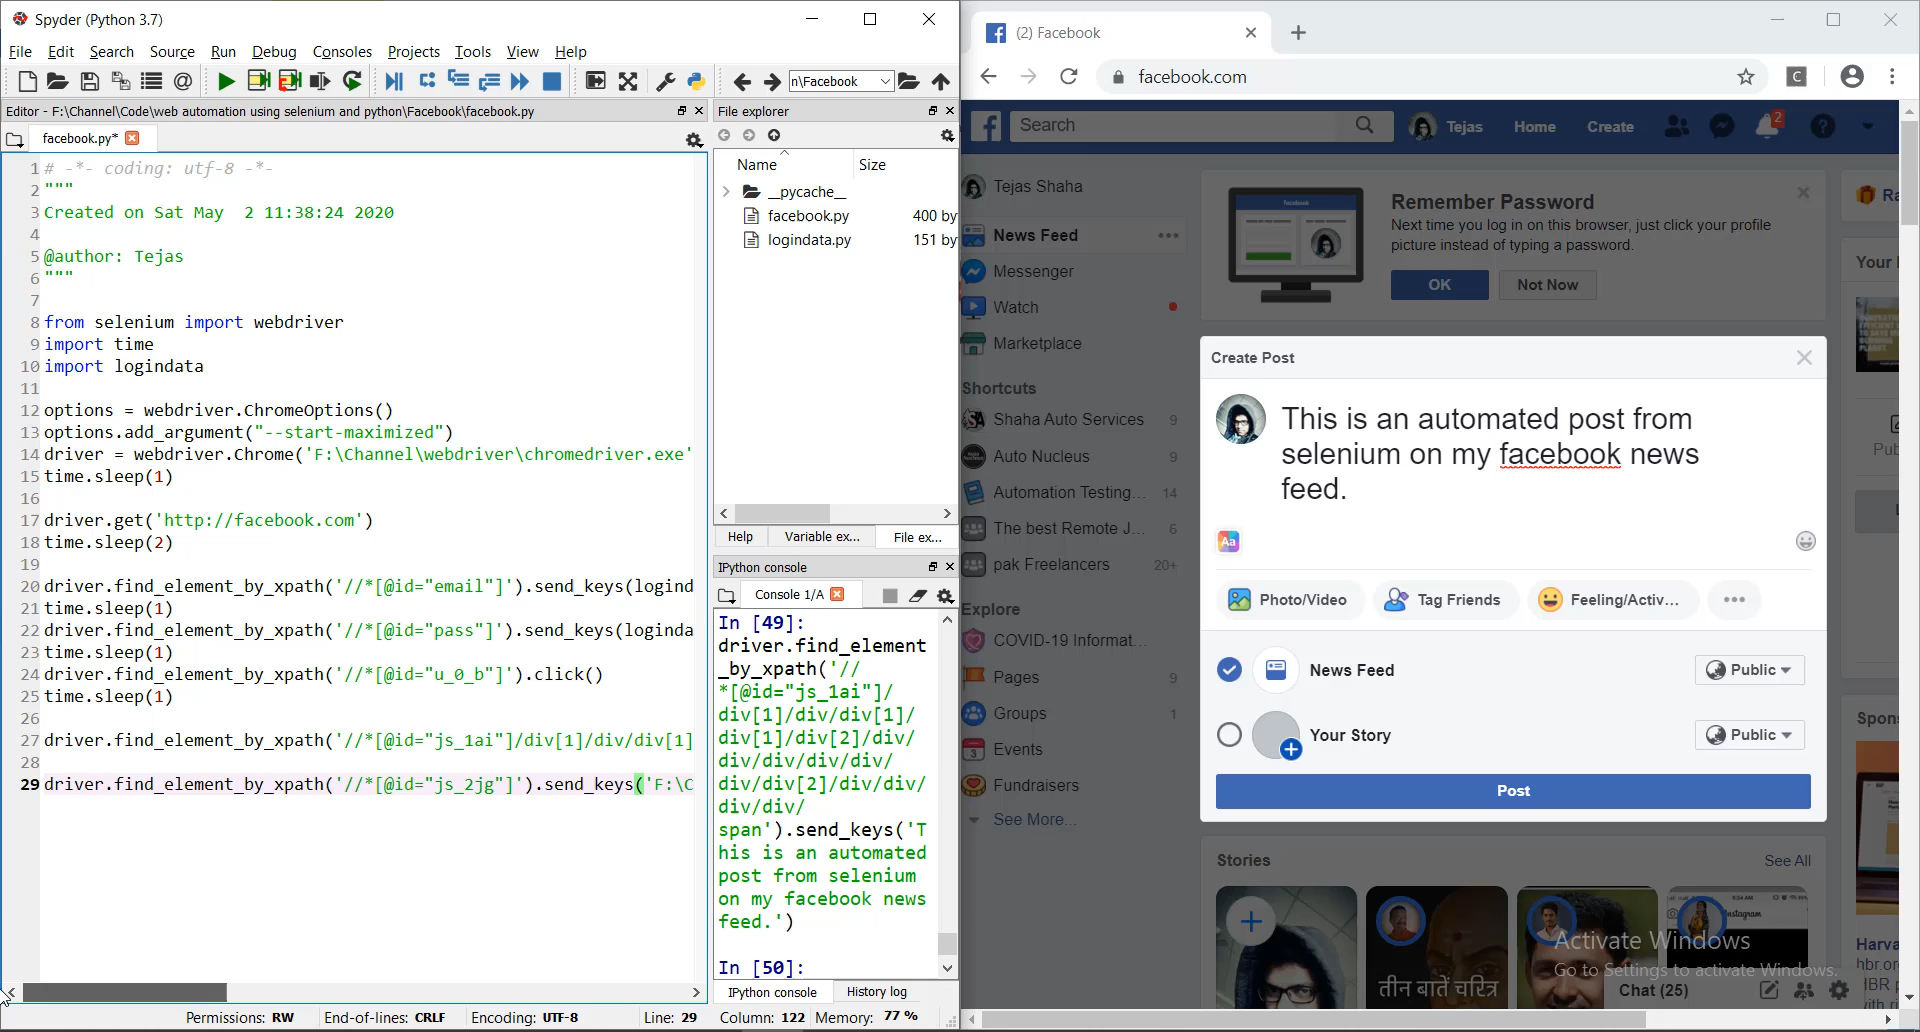 Spyder (Python 3.7)
File Edit Search Source Run Debug Consoles Projects Tools View Help
n\Facebook
Editor - F:\Channel\Code\web automation using selenium and python\Facebook\facebook.py
facebook.py*
1 # -*- coding: utf-8 -*-
2 """
3 Created on Sat May  2 11:38:24 2020
4
5 @author: Tejas
6 """
7
8 from selenium import webdriver
9 import time
10 import logindata
11
12 options = webdriver.ChromeOptions()
13 options.add_argument("--start-maximized")
14 driver = webdriver.Chrome('F:\Channel\webdriver\chromedriver.exe'
15 time.sleep(1)
16
17 driver.get('http://facebook.com')
18 time.sleep(2)
19
20 driver.find_element_by_xpath('//*[@id="email"]').send_keys(logind
21 time.sleep(1)
22 driver.find_element_by_xpath('//*[@id="pass"]').send_keys(loginda
23 time.sleep(1)
24 driver.find_element_by_xpath('//*[@id="u_0_b"]').click()
25 time.sleep(1)
26
27 driver.find_element_by_xpath('//*[@id="js_1ai"]/div[1]/div/div[1]
28
29 driver.find_element_by_xpath('//*[@id="js_2jg"]').send_keys('F:\C
File explorer
Name Size
__pycache__
facebook.py 400 by
logindata.py 151 by
Help Variable ex... File ex...
IPython console
Console 1/A
In [49]:
driver.find_element
_by_xpath('//
*[@id="js_1ai"]/
div[1]/div/div[1]/
div[1]/div[2]/div/
div/div/div/div/
div/div[2]/div/div/
div/div/
span').send_keys('T
his is an automated
post from selenium
on my facebook news
feed.')
In [50]:
IPython console History log
Permissions: RW End-of-lines: CRLF Encoding: UTF-8 Line: 29 Column: 122 Memory: 77 %
(2) Facebook
facebook.com
C
Search
Tejas Home Create 2
Tejas Shaha
News Feed
Messenger
Watch
Marketplace
Shortcuts
Shaha Auto Services 9
Auto Nucleus 9
Automation Testing... 14
The best Remote J... 6
pak Freelancers 20+
Explore
COVID-19 Informat...
Pages 9
Groups 1
Events
Fundraisers
See More...
Remember Password
Next time you log in on this browser, just click your profile
picture instead of typing a password.
OK Not Now
Create Post
This is an automated post from
selenium on my facebook news
feed.
Aa
Photo/Video Tag Friends Feeling/Activ...
News Feed Public
Your Story Public
Post
Stories See All
तीन बातें चरित्र
Instagram
Activate Windows
Go to Settings to activate Windows.
Chat (25)
Ra
Your
Pub
Spons
Harva
hbr.or